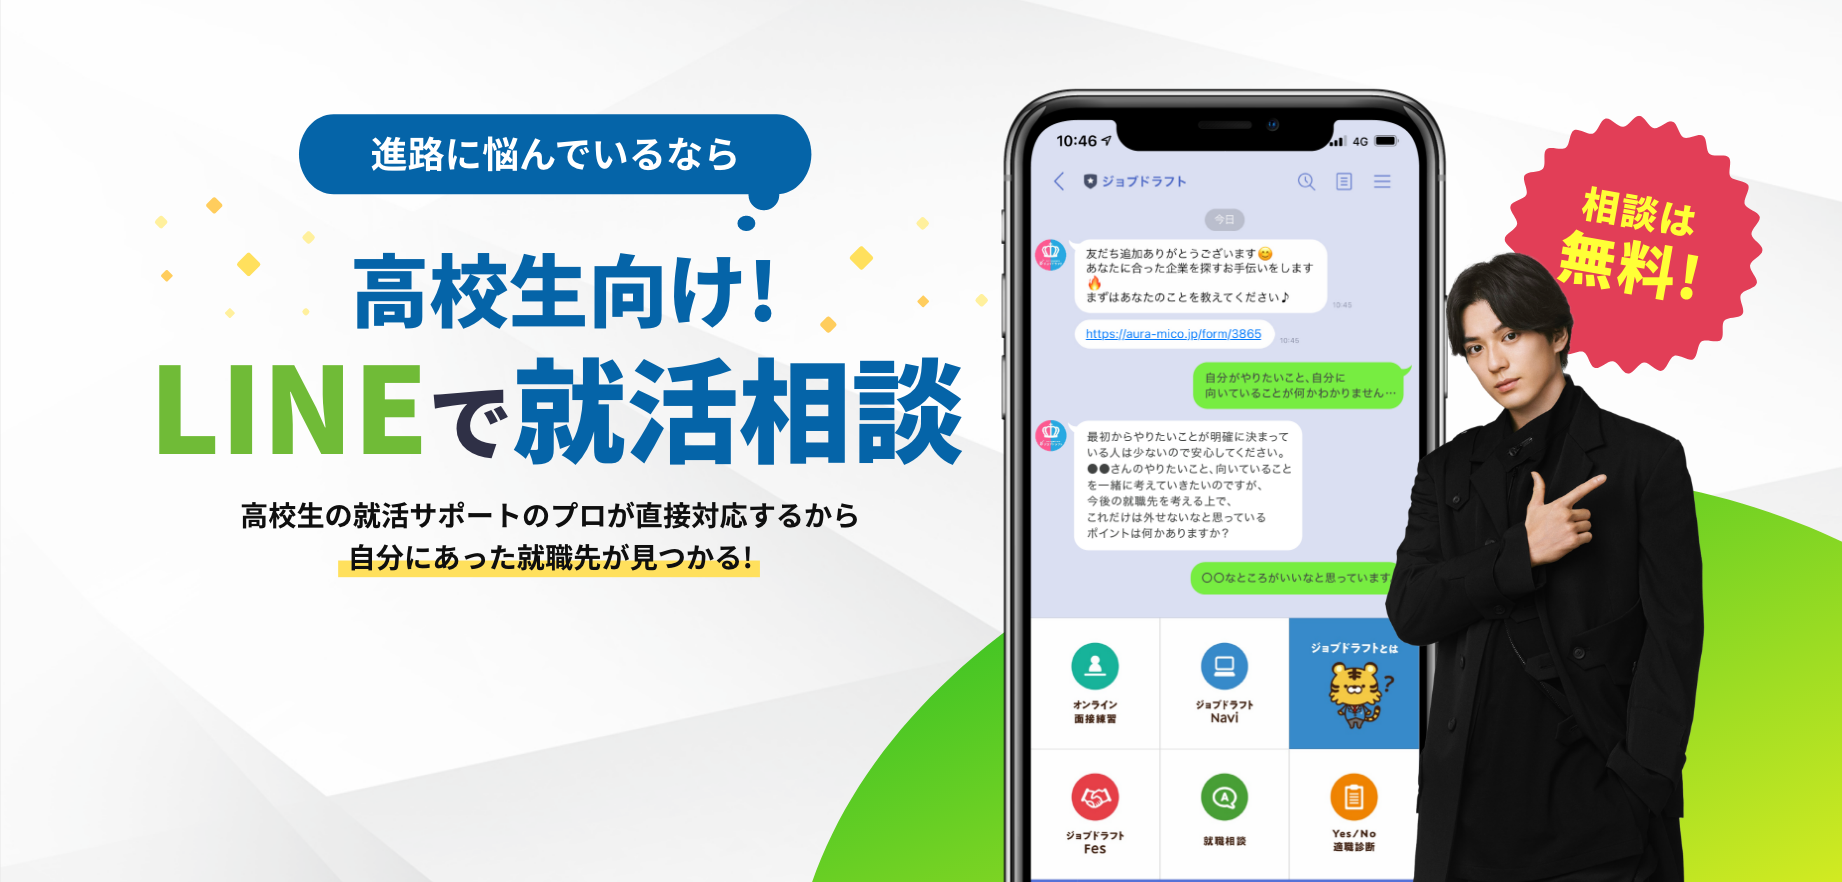 進路に悩んでいるなら
高校生向け!
LINEで就活相談
高校生の就活サポートのプロが直接対応するから
自分にあった就職先が見つかる!
10:46
4G
ジョブドラフト
今日
友だち追加ありがとうございます😊
あなたに合った企業を探すお手伝いをします
🔥
まずはあなたのことを教えてください♪
10:45
https://aura-mico.jp/form/3865
10:45
自分がやりたいこと、自分に
向いていることが何かわかりません…
最初からやりたいことが明確に決まって
いる人は少ないので安心してください。
●●さんのやりたいこと、向いていること
を一緒に考えていきたいのですが、
今後の就職先を考える上で、
これだけは外せないなと思っている
ポイントは何かありますか？
〇〇なところがいいなと思っています
オンライン
面接練習
ジョブドラフト
Navi
ジョブドラフトとは
?
ジョブドラフト
Fes
A
就職相談
Yes/No
適職診断
相談は
無料!